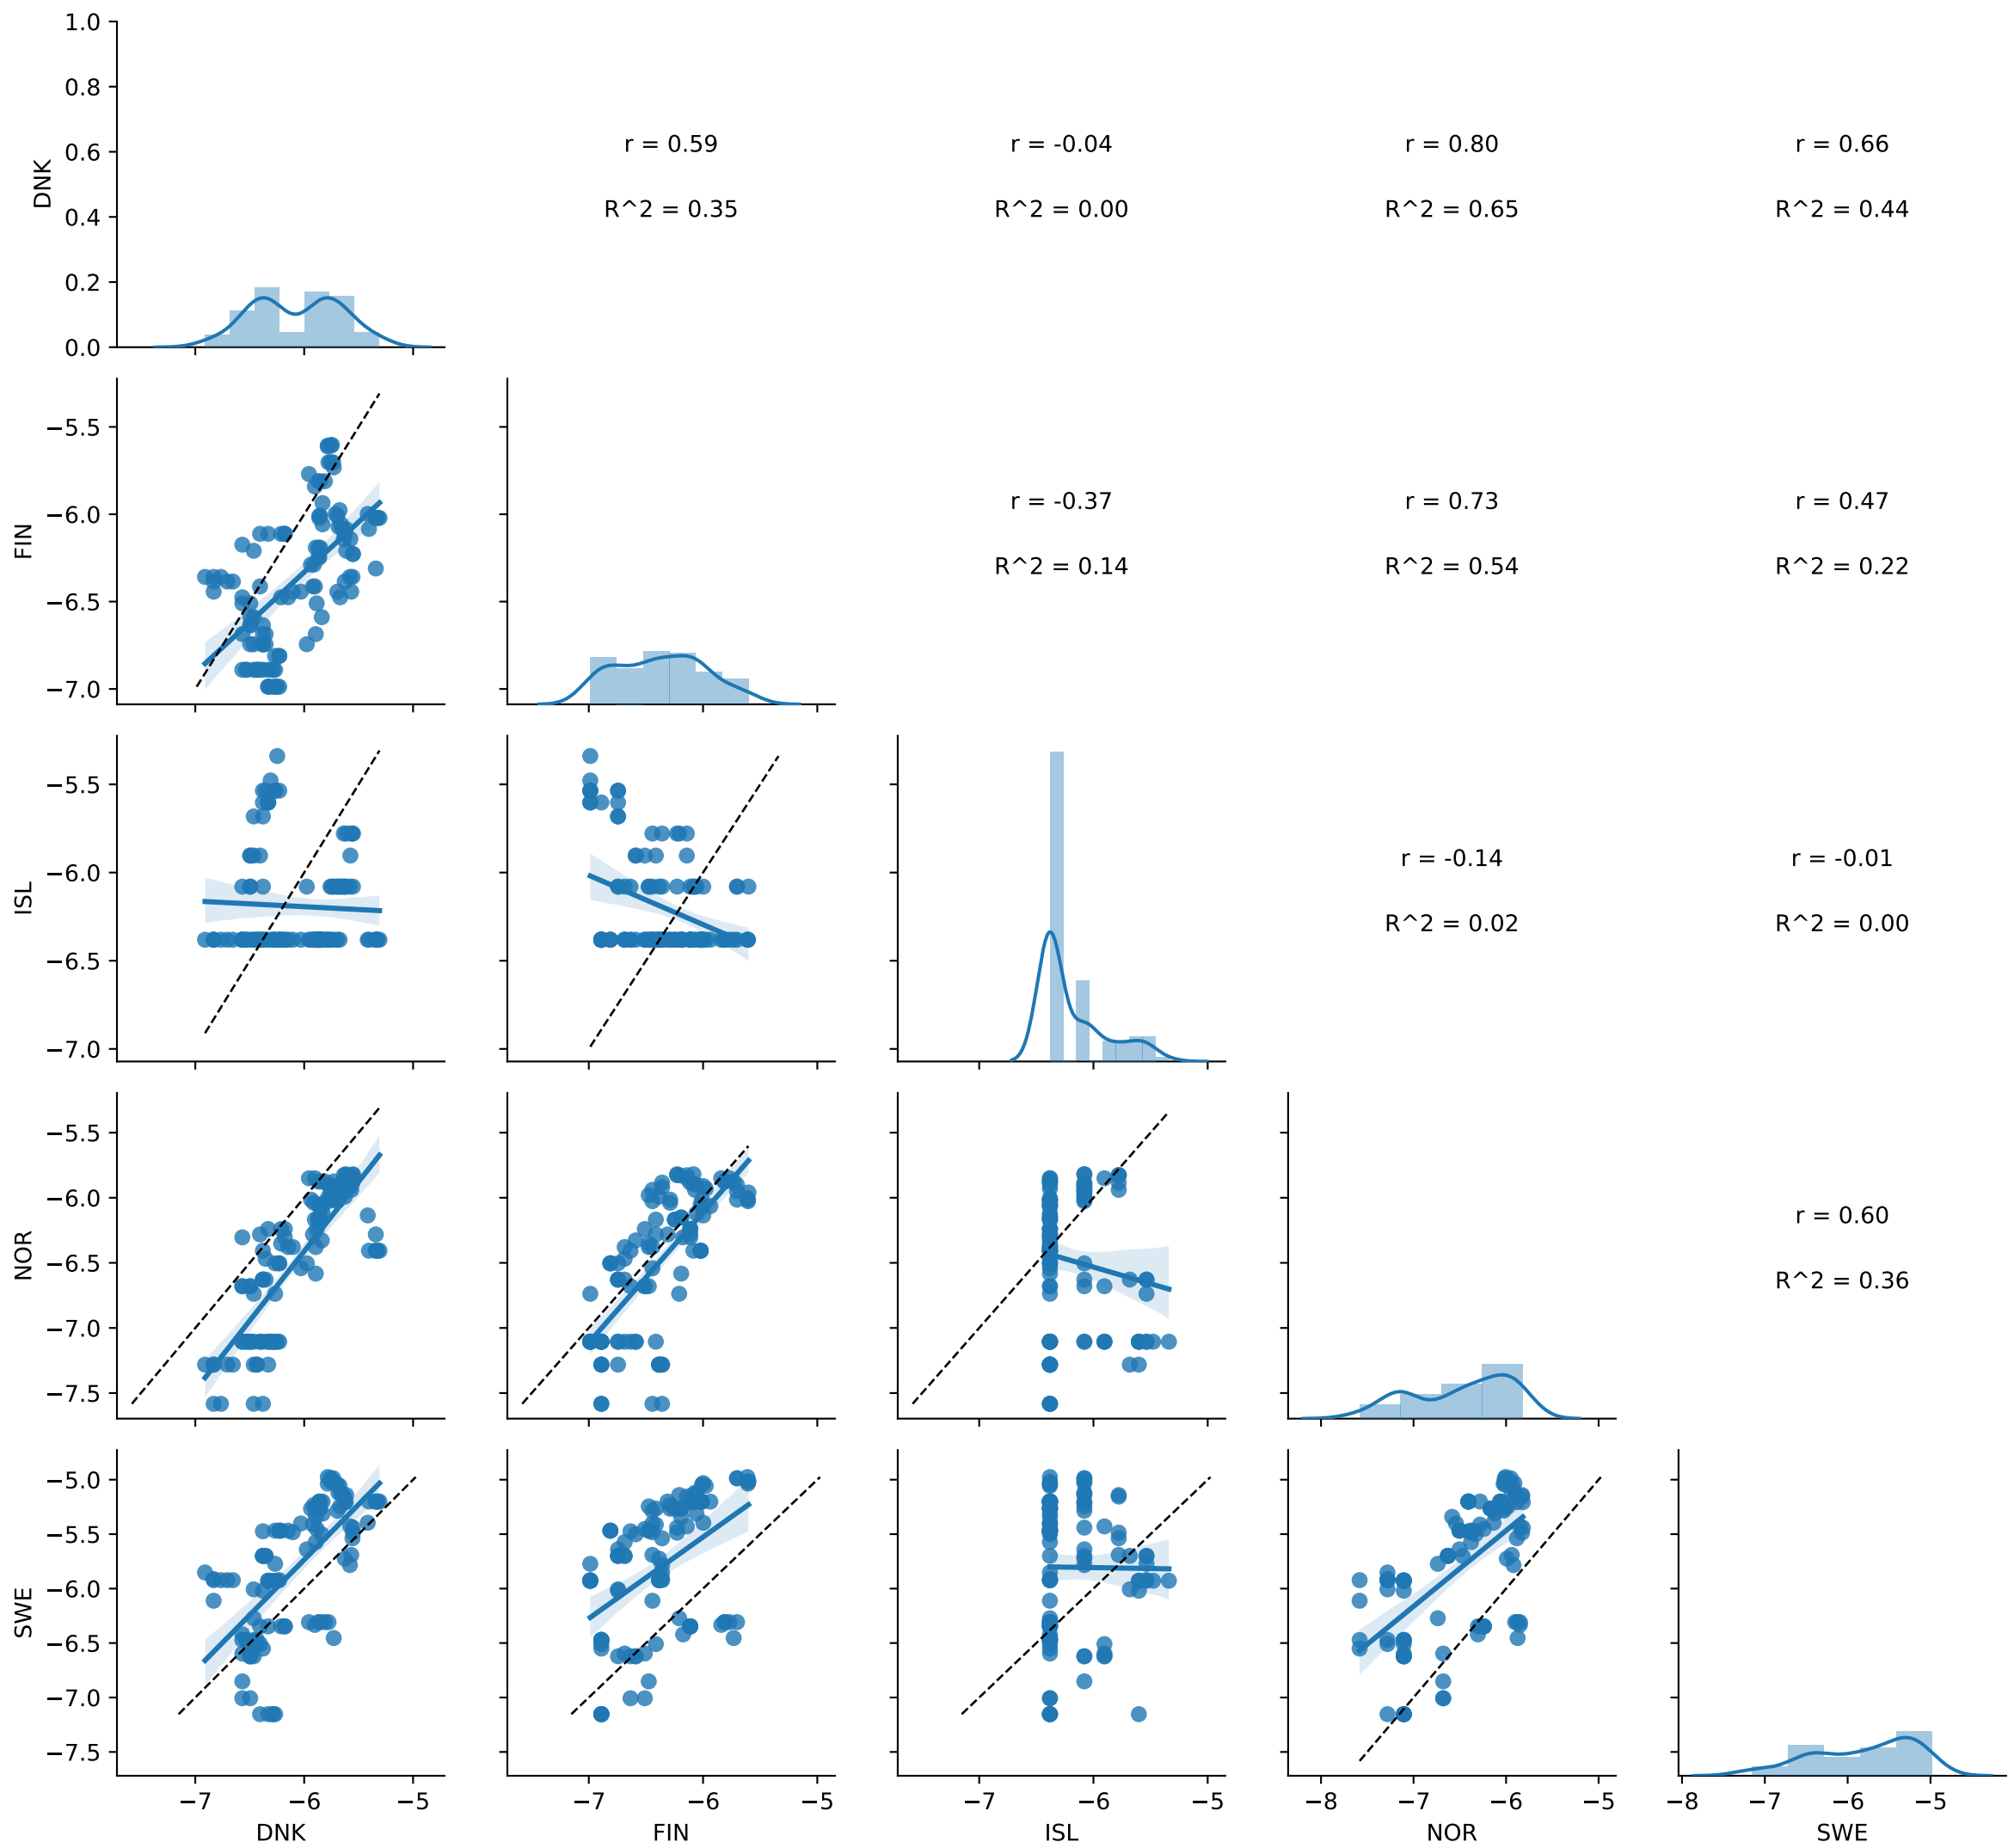 1.0
0.8
0.6
0.4
0.2
0.0
DNK
r = 0.59
R^2 = 0.35
r = -0.04
R^2 = 0.00
r = 0.80
R^2 = 0.65
r = 0.66
R^2 = 0.44
−5.5
−6.0
−6.5
−7.0
FIN
r = -0.37
R^2 = 0.14
r = 0.73
R^2 = 0.54
r = 0.47
R^2 = 0.22
−5.5
−6.0
−6.5
−7.0
ISL
r = -0.14
R^2 = 0.02
r = -0.01
R^2 = 0.00
−5.5
−6.0
−6.5
−7.0
−7.5
NOR
r = 0.60
R^2 = 0.36
−5.0
−5.5
−6.0
−6.5
−7.0
−7.5
SWE
−7 −6 −5
DNK
−7 −6 −5
FIN
−7 −6 −5
ISL
−8 −7 −6 −5
NOR
−8 −7 −6 −5
SWE